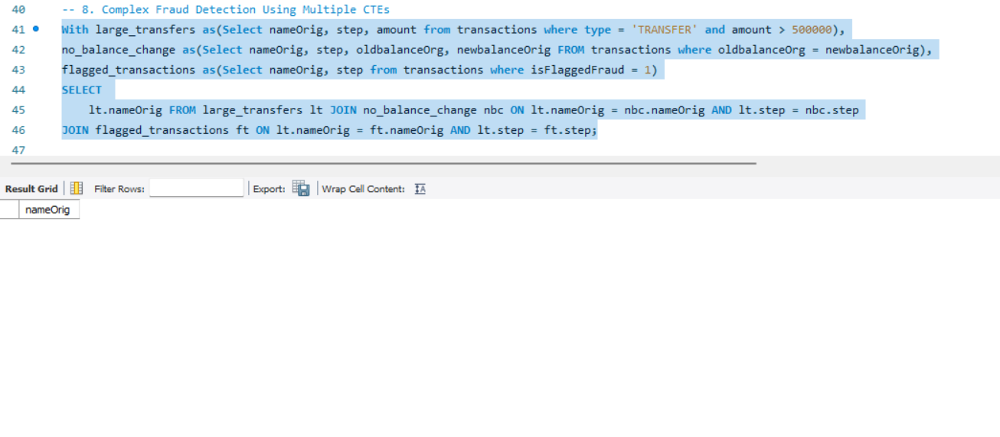 40 -- 8. Complex Fraud Detection Using Multiple CTEs
41 With large_transfers as(Select nameOrig, step, amount from transactions where type = 'TRANSFER' and amount > 500000),
42 no_balance_change as(Select nameOrig, step, oldbalanceOrg, newbalanceOrig FROM transactions where oldbalanceOrg = newbalanceOrig),
43 flagged_transactions as(Select nameOrig, step from transactions where isFlaggedFraud = 1)
44 SELECT
45 lt.nameOrig FROM large_transfers lt JOIN no_balance_change nbc ON lt.nameOrig = nbc.nameOrig AND lt.step = nbc.step
46 JOIN flagged_transactions ft ON lt.nameOrig = ft.nameOrig AND lt.step = ft.step;
47
Result Grid Filter Rows: Export: Wrap Cell Content:
nameOrig